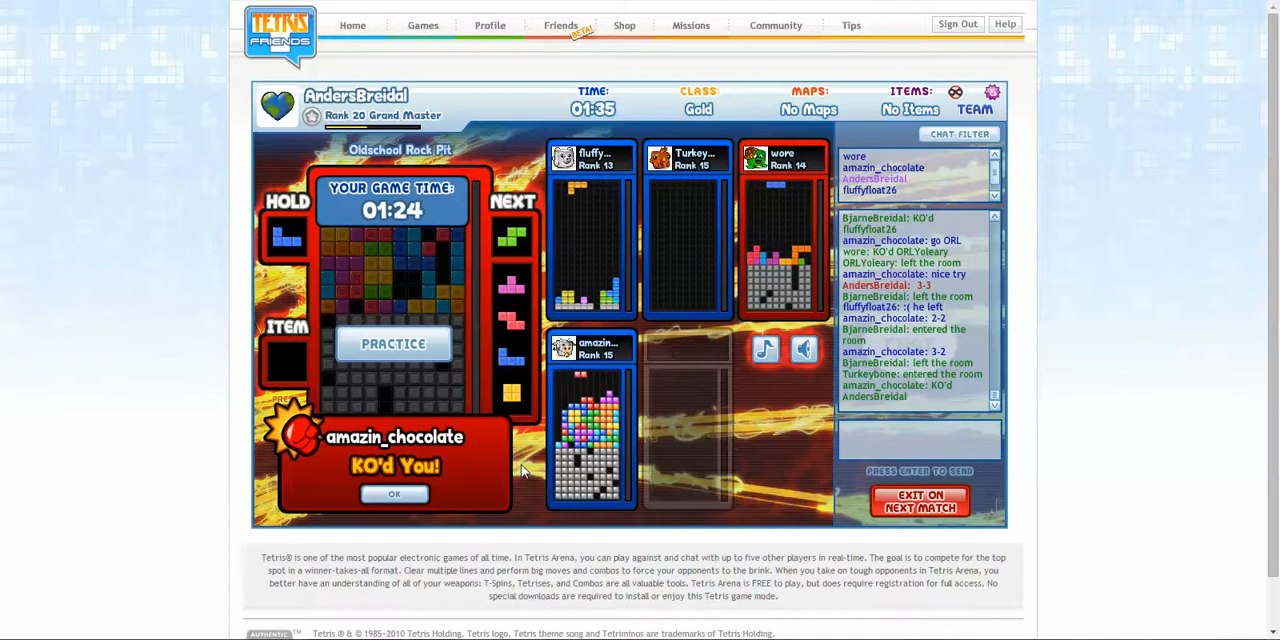 TETRIS
FRIENDS
Home Games Profile Friends Shop Missions Community Tips Sign Out Help
BETA!
AndersBreidal
Rank 20 Grand Master
TIME: CLASS: MAPS: ITEMS:
01:35 Gold No Maps No Items TEAM
Oldschool Rock Pit
HOLD
YOUR GAME TIME:
01:24
NEXT
ITEM
PRACTICE
amazin_chocolate
KO'd You!
OK
fluffy...
Rank 13
Turkey...
Rank 15
wore
Rank 14
amazin...
Rank 15
CHAT FILTER
wore
amazin_chocolate
AndersBreidal
fluffyfloat26
BjarneBreidal: KO'd
fluffyfloat26
amazin_chocolate: go ORL
wore: KO'd ORLYoleary
ORLYoleary: left the room
amazin_chocolate: nice try
AndersBreidal: 3-3
BjarneBreidal: left the room
fluffyfloat26: :( he left
amazin_chocolate: 2-2
BjarneBreidal: entered the
room
amazin_chocolate: 3-2
BjarneBreidal: left the room
Turkeybone: entered the room
amazin_chocolate: KO'd
AndersBreidal
PRESS ENTER TO SEND
EXIT ON
NEXT MATCH
Tetris® is one of the most popular electronic games of all time. In Tetris Arena, you can play against and chat with up to five other players in real-time. The goal is to compete for the top
spot in a winner-takes-all format. Clear multiple lines and perform big moves and combos to force your opponents to the brink. When you take on tough opponents in Tetris Arena, you
better have an understanding of all of your weapons: T-Spins, Tetrises, and Combos are all valuable tools. Tetris Arena is FREE to play, but does require registration for full access. No
special downloads are required to install or enjoy this Tetris game mode.
AUTHENTIC ™ Tetris ® & © 1985~2010 Tetris Holding. Tetris logo, Tetris theme song and Tetriminos are trademarks of Tetris Holding.